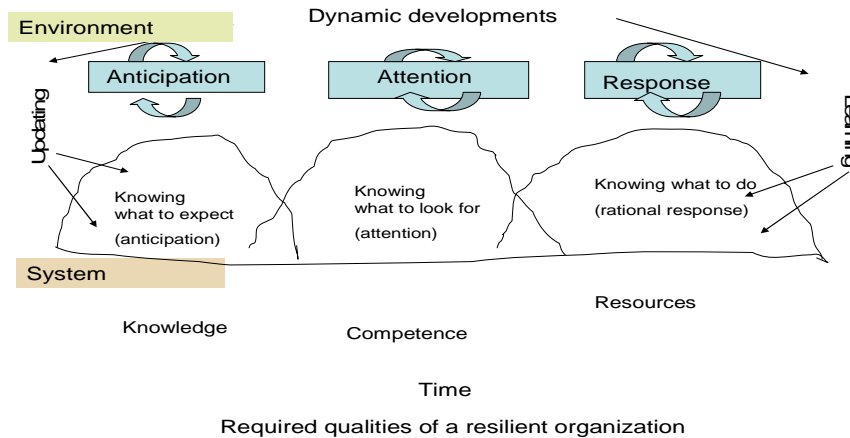 Environment
Dynamic developments
Anticipation
Attention
Response
Updating
Learning
Knowing
what to expect
(anticipation)
Knowing
what to look for
(attention)
Knowing what to do
(rational response)
System
Knowledge
Competence
Resources
Time
Required qualities of a resilient organization